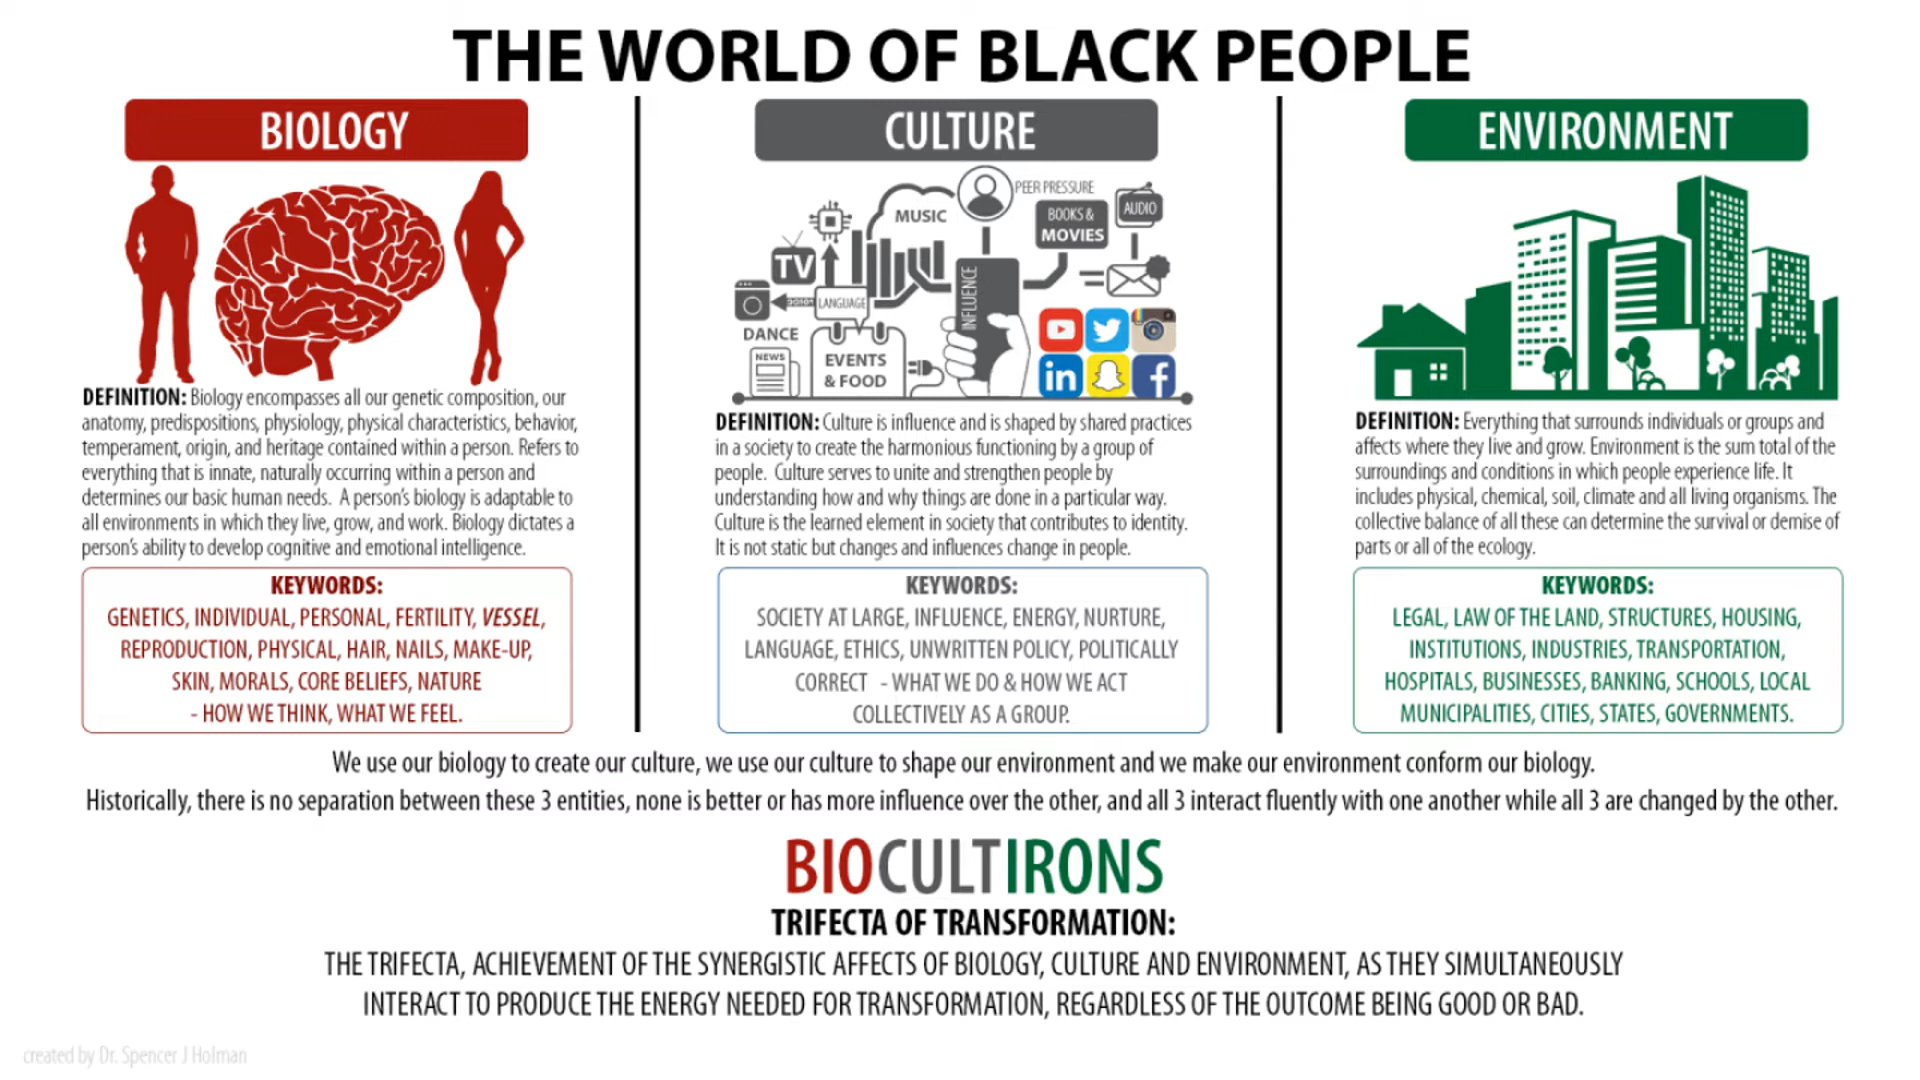 THE WORLD OF BLACK PEOPLE
BIOLOGY
DEFINITION: Biology encompasses all our genetic composition, our
anatomy, predispositions, physiology, physical characteristics, behavior,
temperament, origin, and heritage contained within a person. Refers to
everything that is innate, naturally occurring within a person and
determines our basic human needs. A person's biology is adaptable to
all environments in which they live, grow, and work. Biology dictates a
person's ability to develop cognitive and emotional intelligence.
KEYWORDS:
GENETICS, INDIVIDUAL, PERSONAL, FERTILITY, VESSEL,
REPRODUCTION, PHYSICAL, HAIR, NAILS, MAKE-UP,
SKIN, MORALS, CORE BELIEFS, NATURE
- HOW WE THINK, WHAT WE FEEL.
CULTURE
PEER PRESSURE
MUSIC
BOOKS &
MOVIES
AUDIO
TV
INFLUENCE
LANGUAGE
DANCE
NEWS
EVENTS
& FOOD
in
f
DEFINITION: Culture is influence and is shaped by shared practices
in a society to create the harmonious functioning by a group of
people. Culture serves to unite and strengthen people by
understanding how and why things are done in a particular way.
Culture is the learned element in society that contributes to identity.
It is not static but changes and influences change in people.
KEYWORDS:
SOCIETY AT LARGE, INFLUENCE, ENERGY, NURTURE,
LANGUAGE, ETHICS, UNWRITTEN POLICY, POLITICALLY
CORRECT - WHAT WE DO & HOW WE ACT
COLLECTIVELY AS A GROUP.
ENVIRONMENT
DEFINITION: Everything that surrounds individuals or groups and
affects where they live and grow. Environment is the sum total of the
surroundings and conditions in which people experience life. It
includes physical, chemical, soil, climate and all living organisms. The
collective balance of all these can determine the survival or demise of
parts or all of the ecology.
KEYWORDS:
LEGAL, LAW OF THE LAND, STRUCTURES, HOUSING,
INSTITUTIONS, INDUSTRIES, TRANSPORTATION,
HOSPITALS, BUSINESSES, BANKING, SCHOOLS, LOCAL
MUNICIPALITIES, CITIES, STATES, GOVERNMENTS.
We use our biology to create our culture, we use our culture to shape our environment and we make our environment conform our biology.
Historically, there is no separation between these 3 entities, none is better or has more influence over the other, and all 3 interact fluently with one another while all 3 are changed by the other.
BIOCULTIRONS
TRIFECTA OF TRANSFORMATION:
THE TRIFECTA, ACHIEVEMENT OF THE SYNERGISTIC AFFECTS OF BIOLOGY, CULTURE AND ENVIRONMENT, AS THEY SIMULTANEOUSLY
INTERACT TO PRODUCE THE ENERGY NEEDED FOR TRANSFORMATION, REGARDLESS OF THE OUTCOME BEING GOOD OR BAD.
created by Dr. Spencer J Holman